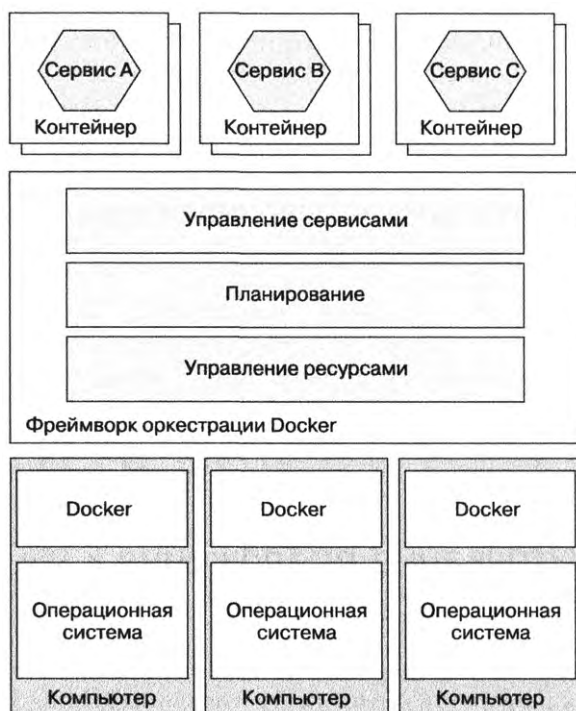 Сервис A
Сервис B
Сервис C
Контейнер
Контейнер
Контейнер
Управление сервисами
Планирование
Управление ресурсами
Фреймворк оркестрации Docker
Docker
Docker
Docker
Операционная
система
Операционная
система
Операционная
система
Компьютер
Компьютер
Компьютер